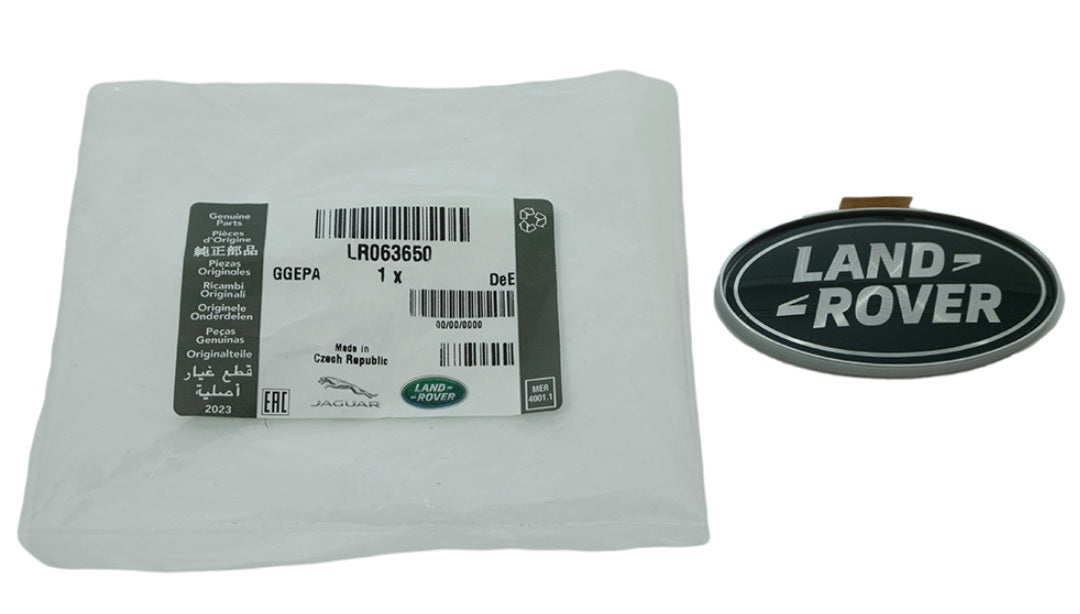 Genuine
Parts
Pièces
d'Origine
純正部品
Piezas
Originales
Ricambi
Originali
Originele
Onderdelen
Peças
Genuinas
Originalteile
قطع غيار
أصلية
2023
LR063650
GGEPA
1 x
DeE
00/00/0000
Made in
Czech Republic
EAC
JAGUAR
LAND
ROVER
MER
4001.1
LAND
ROVER